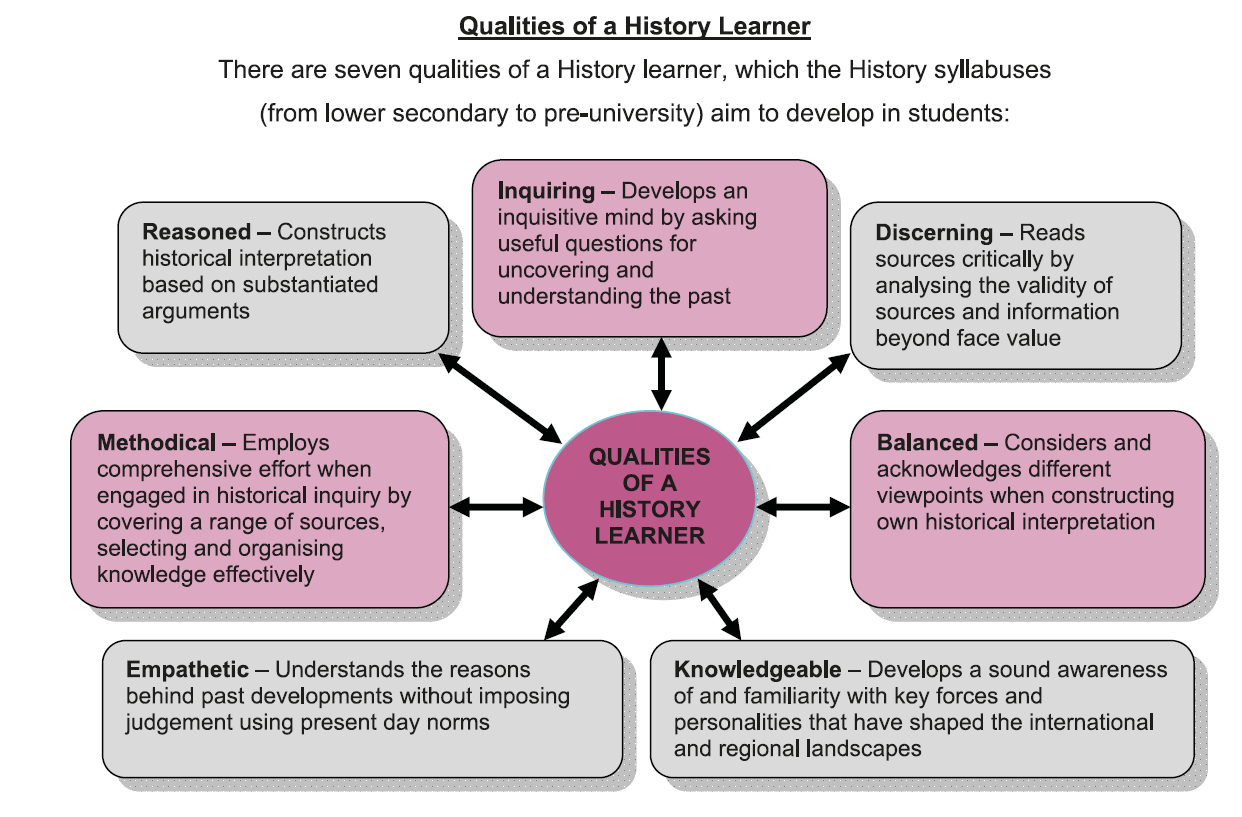 Qualities of a History Learner
There are seven qualities of a History learner, which the History syllabuses
(from lower secondary to pre-university) aim to develop in students:
Inquiring – Develops an
inquisitive mind by asking
useful questions for
uncovering and
understanding the past
Reasoned – Constructs
historical interpretation
based on substantiated
arguments
Discerning – Reads
sources critically by
analysing the validity of
sources and information
beyond face value
Methodical – Employs
comprehensive effort when
engaged in historical inquiry by
covering a range of sources,
selecting and organising
knowledge effectively
QUALITIES
OF A
HISTORY
LEARNER
Balanced – Considers and
acknowledges different
viewpoints when constructing
own historical interpretation
Empathetic – Understands the reasons
behind past developments without imposing
judgement using present day norms
Knowledgeable – Develops a sound awareness
of and familiarity with key forces and
personalities that have shaped the international
and regional landscapes